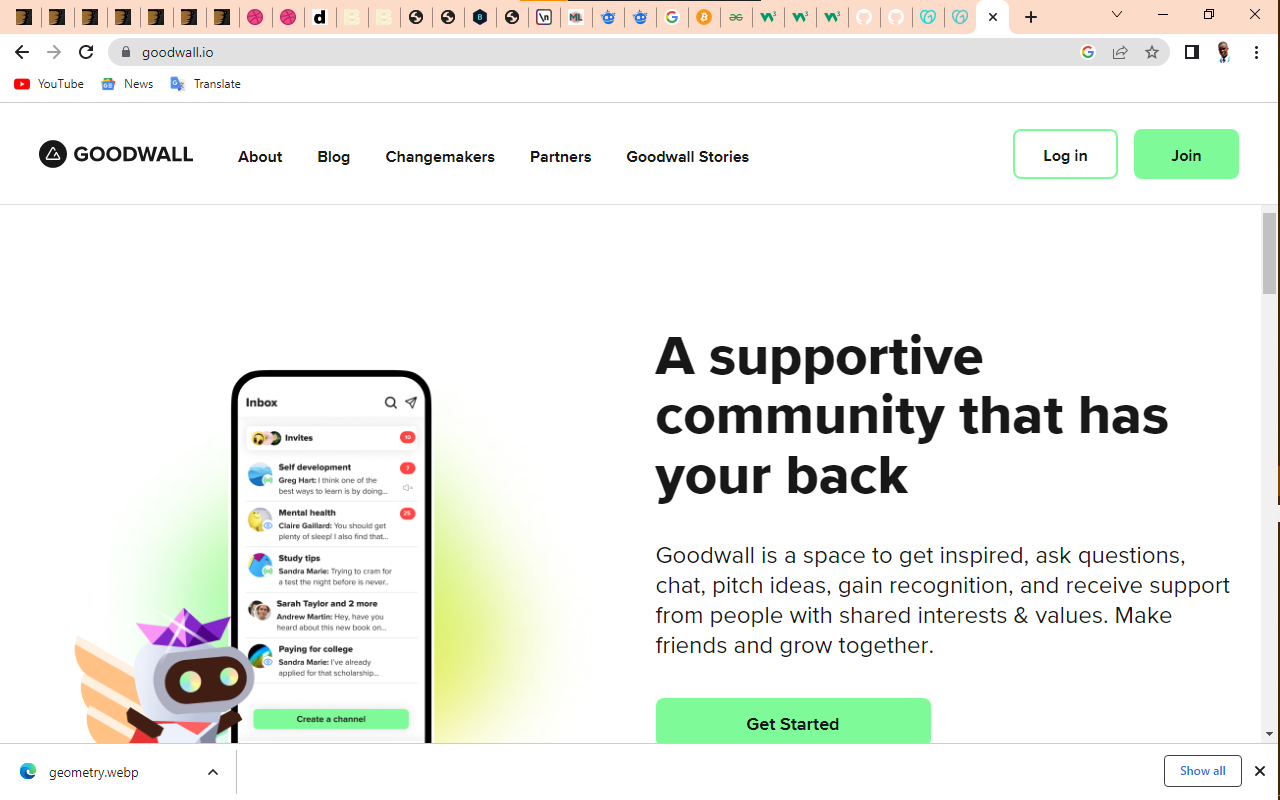 goodwall.io
YouTube News Translate
GOODWALL About Blog Changemakers Partners Goodwall Stories Log in Join
A supportive
community that has
your back
Goodwall is a space to get inspired, ask questions,
chat, pitch ideas, gain recognition, and receive support
from people with shared interests & values. Make
friends and grow together.
Get Started
Inbox
Invites 10
Self development 7
Greg Hart: I think one of the
best ways to learn is by doing...
Mental health 25
Claire Gaillard: You should get
plenty of sleep! I also find that...
Study tips
Sandra Marie: Trying to cram for
a test the night before is never..
Sarah Taylor and 2 more
Andrew Martin: Hey, have you
heard about this new book on...
Paying for college
Sandra Marie: I've already
applied for that scholarship...
Create a channel
geometry.webp Show all